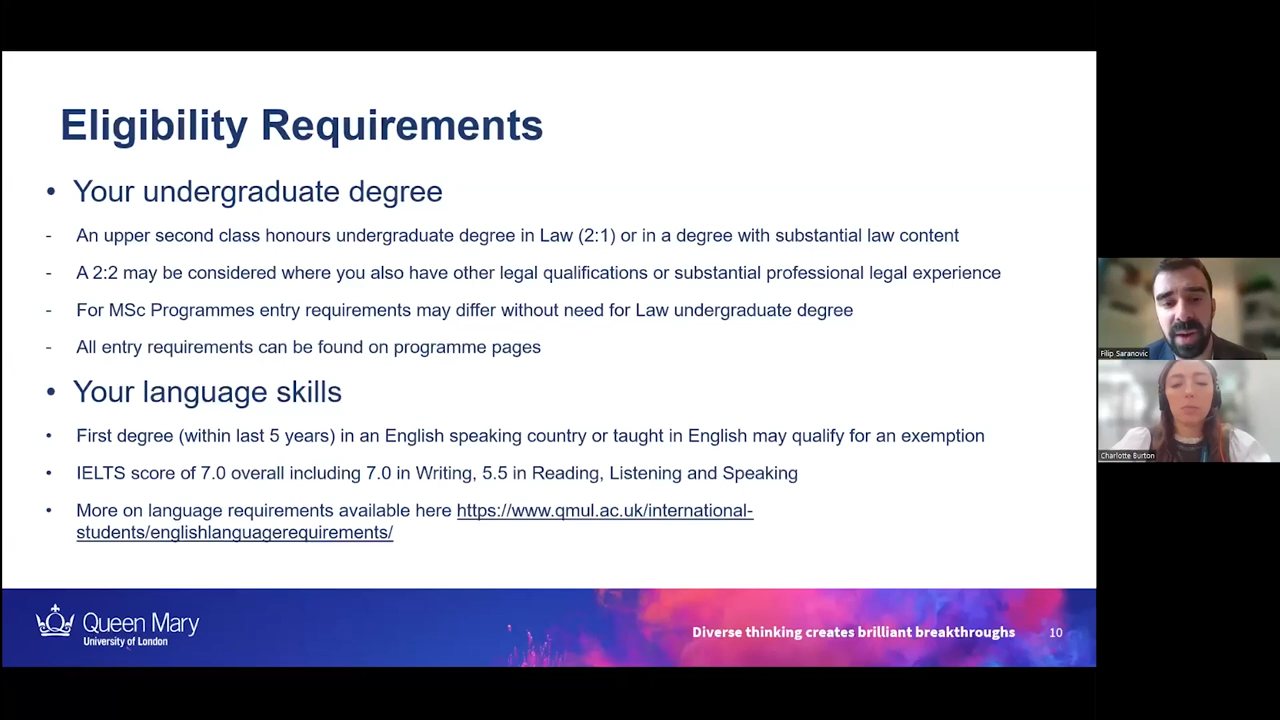 Eligibility Requirements
• Your undergraduate degree
- An upper second class honours undergraduate degree in Law (2:1) or in a degree with substantial law content
- A 2:2 may be considered where you also have other legal qualifications or substantial professional legal experience
- For MSc Programmes entry requirements may differ without need for Law undergraduate degree
- All entry requirements can be found on programme pages
• Your language skills
• First degree (within last 5 years) in an English speaking country or taught in English may qualify for an exemption
• IELTS score of 7.0 overall including 7.0 in Writing, 5.5 in Reading, Listening and Speaking
• More on language requirements available here https://www.qmul.ac.uk/international-
students/englishlanguagerequirements/
Queen Mary
University of London
Diverse thinking creates brilliant breakthroughs
10
Filip Saranovic
Charlotte Burton